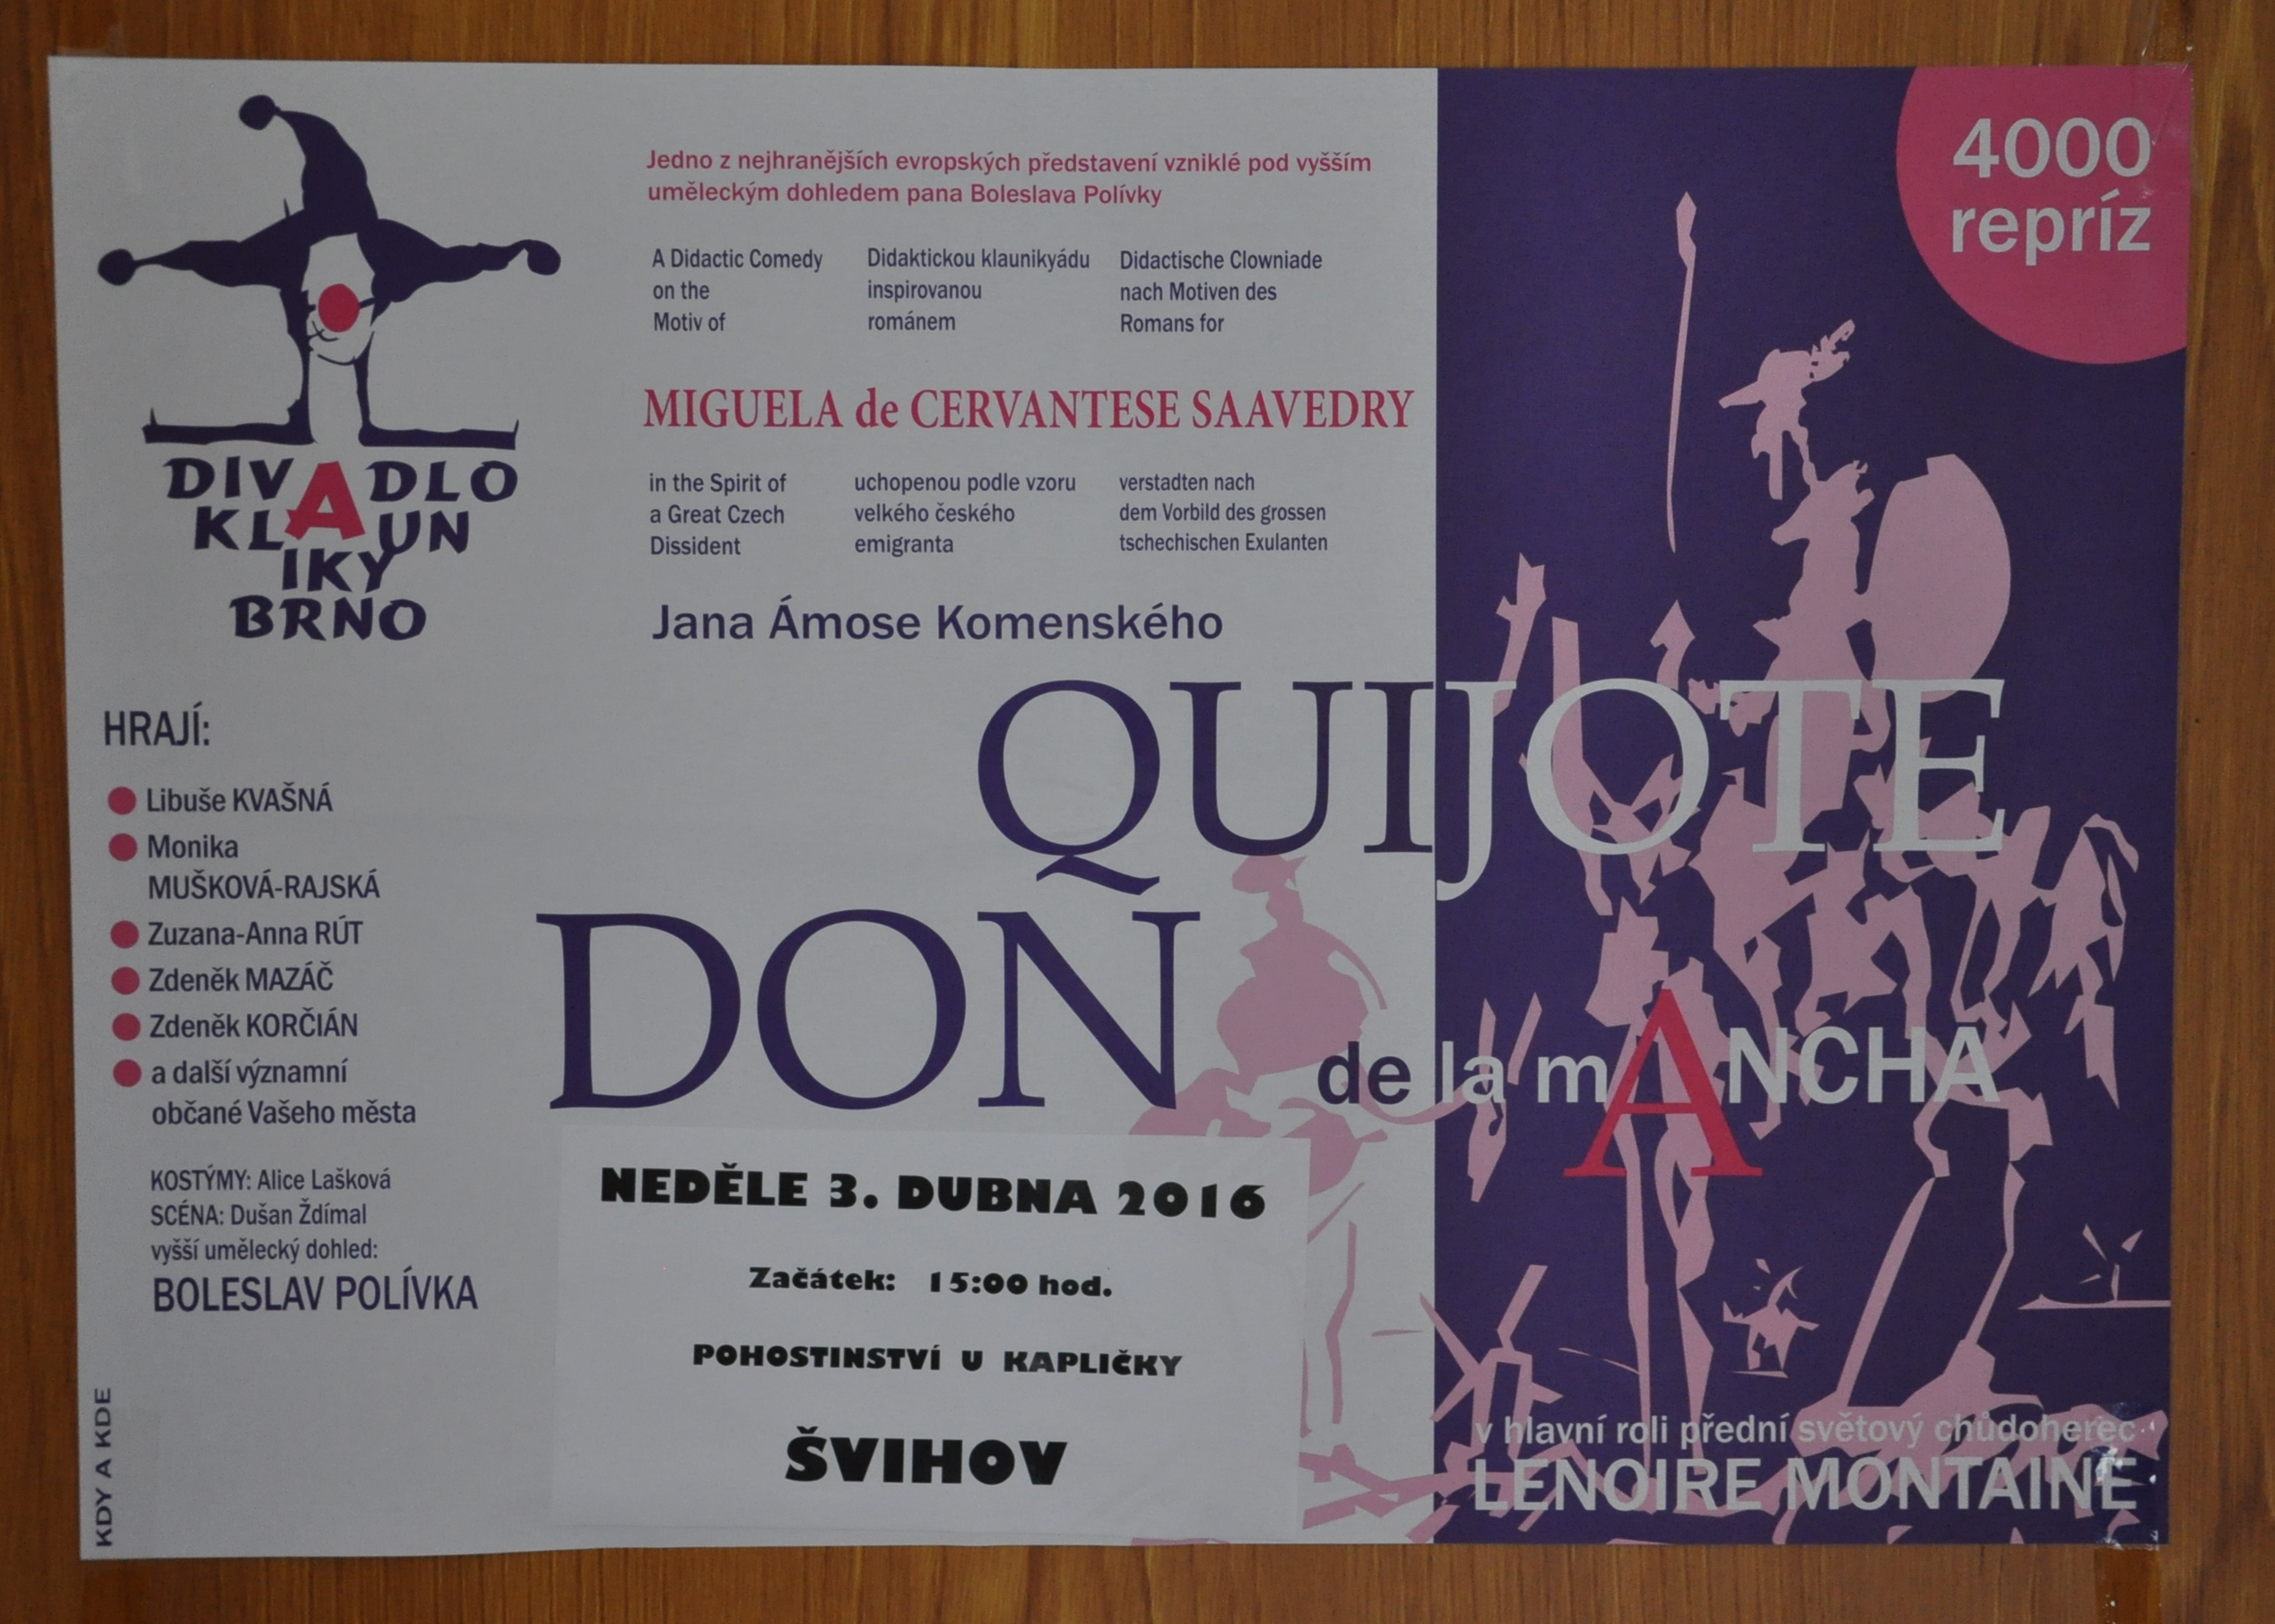 DIVADLO
KLAUN
IKY
BRNO
Jedno z nejhranějších evropských představení vzniklé pod vyšším
uměleckým dohledem pana Boleslava Polívky
A Didactic Comedy
on the
Motiv of
Didaktickou klaunikyádu
inspirovanou
románem
Didactische Clowniade
nach Motiven des
Romans for
MIGUELA de CERVANTESE SAAVEDRY
in the Spirit of
a Great Czech
Dissident
uchopenou podle vzoru
velkého českého
emigranta
verstadten nach
dem Vorbild des grossen
tschechischen Exulanten
Jana Ámose Komenského
4000
repríz
QUIJOTE
DON
de la mANCHA
HRAJÍ:
Libuše KVAŠNÁ
Monika
MUŠKOVÁ-RAJSKÁ
Zuzana-Anna RÚT
Zdeněk MAZÁČ
Zdeněk KORČIÁN
a další významní
občané Vašeho města
KOSTÝMY: Alice Lašková
SCÉNA: Dušan Ždímal
vyšší umělecký dohled:
BOLESLAV POLÍVKA
KDY A KDE
NEDĚLE 3. DUBNA 2016
Začátek: 15:00 hod.
POHOSTINSTVÍ U KAPLIČKY
ŠVIHOV
v hlavní roli přední světový chůdoherec
LENOIRE MONTAINE